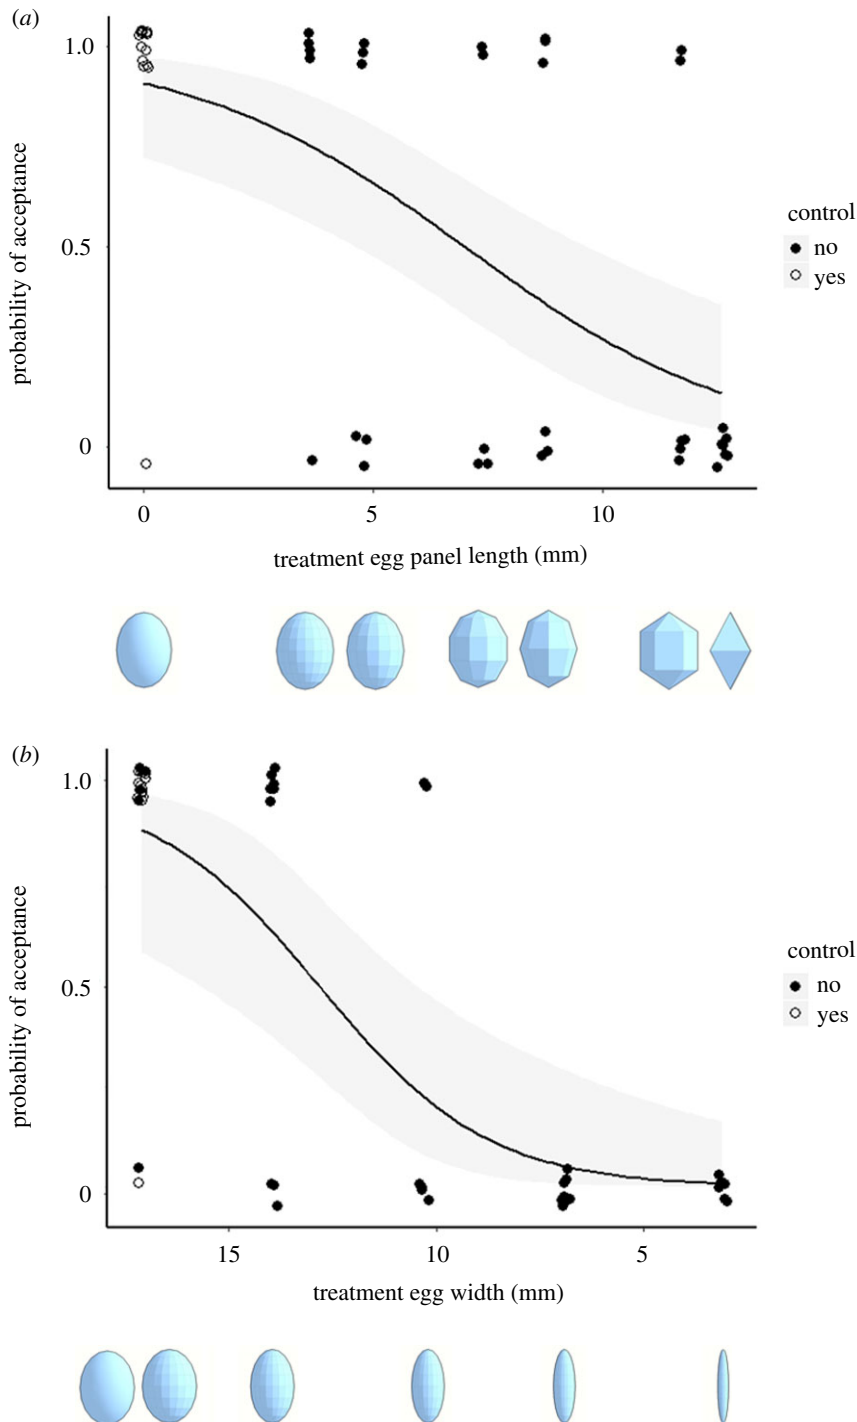 (a)
1.0
0.5
0
probability of acceptance
0
5
10
treatment egg panel length (mm)
control
no
yes
(b)
1.0
0.5
0
probability of acceptance
15
10
5
treatment egg width (mm)
control
no
yes